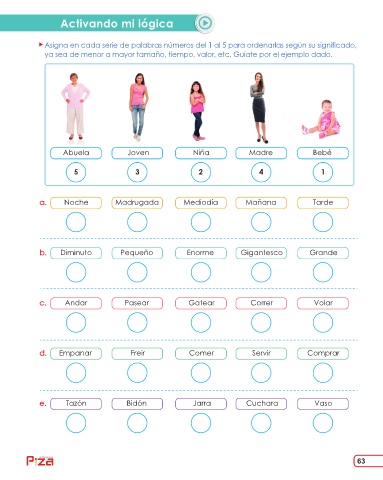 Activando mi lógica
Asigna en cada serie de palabras números del 1 al 5 para ordenarlas según su significado,
ya sea de menor a mayor tamaño, tiempo, valor, etc. Guíate por el ejemplo dado.
Abuela Joven Niña Madre Bebé
5 3 2 4 1
a. Noche Madrugada Mediodía Mañana Tarde
b. Diminuto Pequeño Enorme Gigantesco Grande
c. Andar Pasear Gatear Correr Volar
d. Empanar Freír Comer Servir Comprar
e. Tazón Bidón Jarra Cuchara Vaso
Piza 63